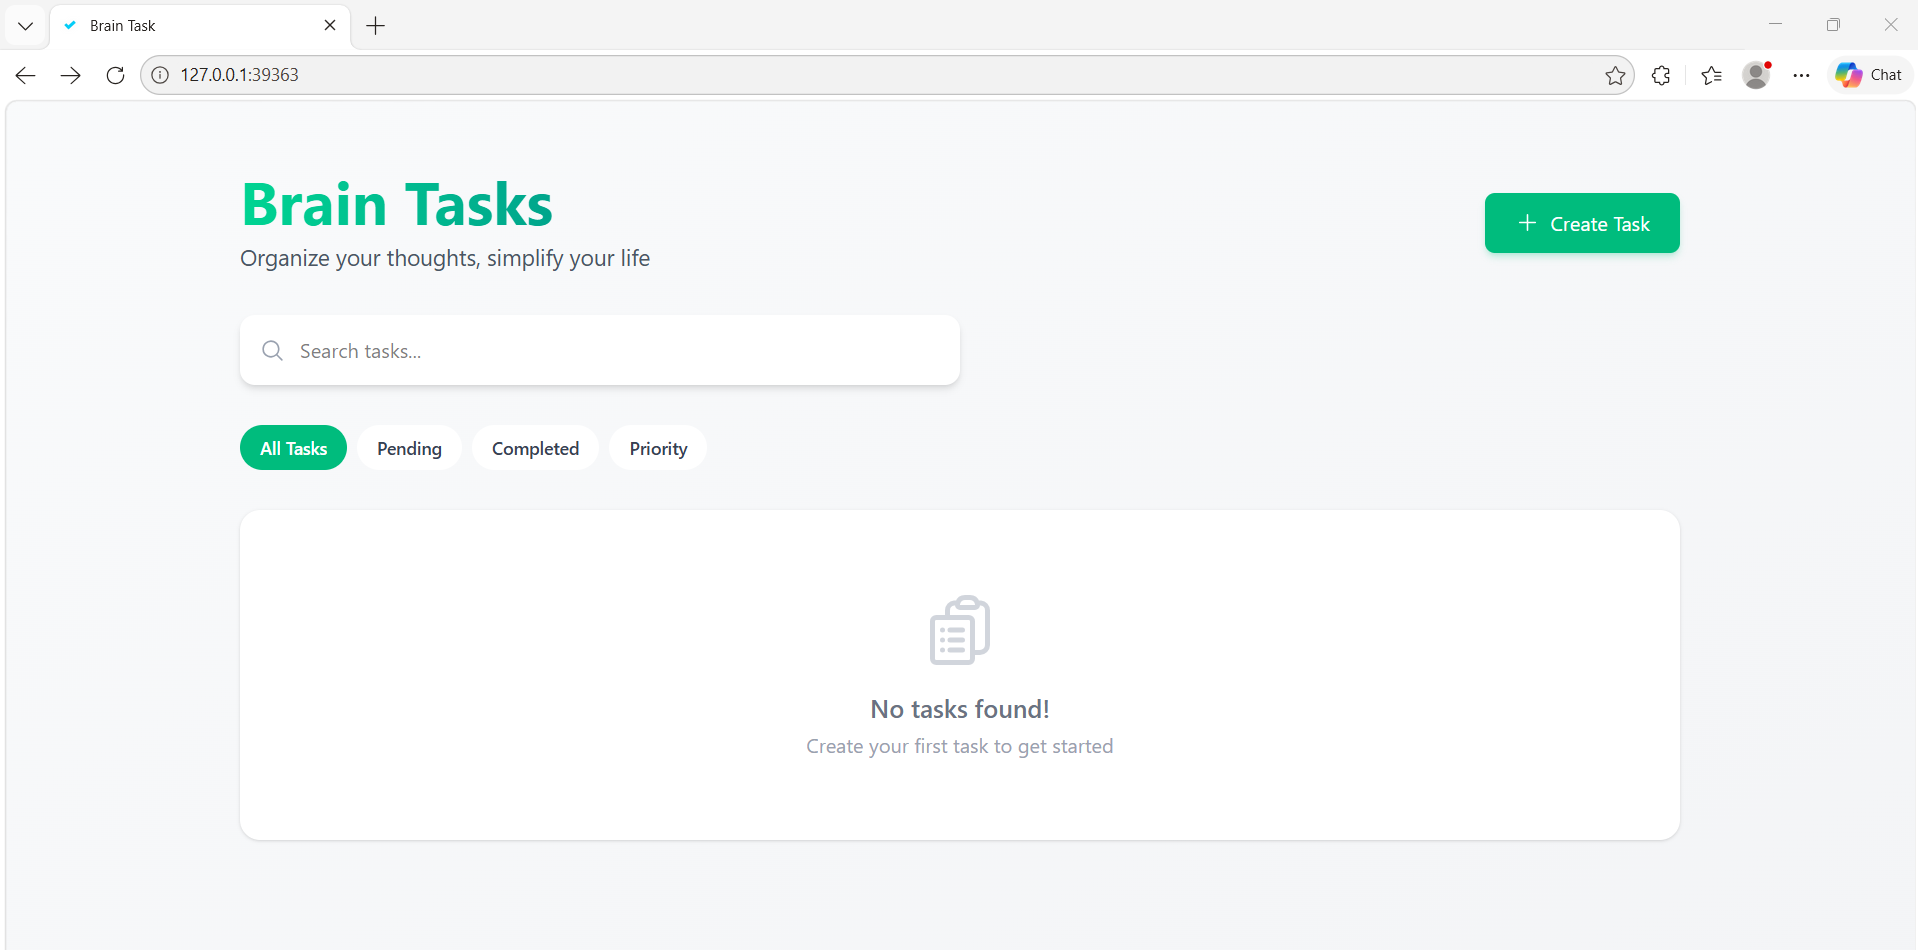 Brain Task
127.0.0.1:39363
Chat
Brain Tasks
Organize your thoughts, simplify your life
Create Task
Search tasks...
All Tasks
Pending
Completed
Priority
No tasks found!
Create your first task to get started